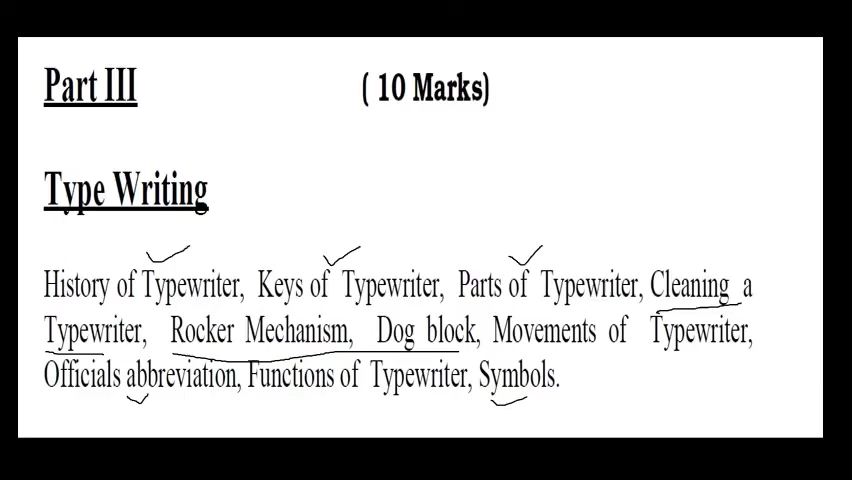 Part III ( 10 Marks)
Type Writing
History of Typewriter, Keys of Typewriter, Parts of Typewriter, Cleaning a
Typewriter, Rocker Mechanism, Dog block, Movements of Typewriter,
Officials abbreviation, Functions of Typewriter, Symbols.